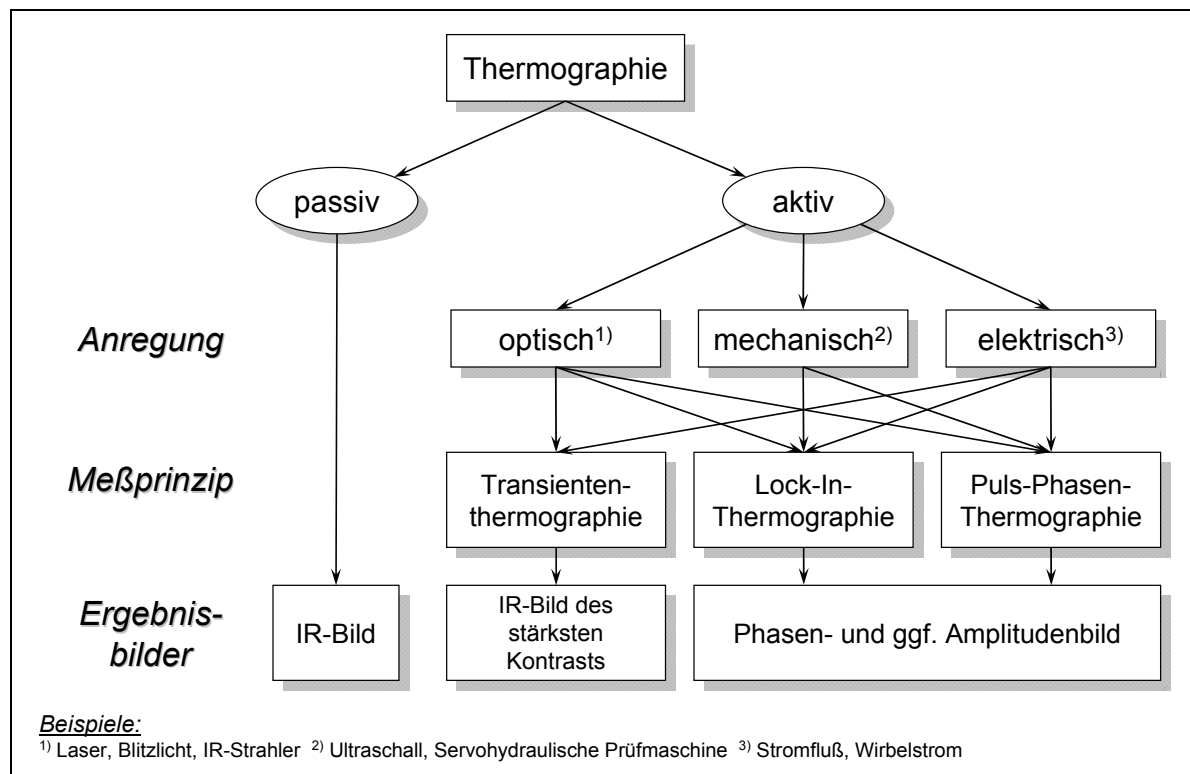 Thermographie
passiv
aktiv
Anregung
optisch1)
mechanisch2)
elektrisch3)
Meßprinzip
Transienten-
thermographie
Lock-In-
Thermographie
Puls-Phasen-
Thermographie
Ergebnis-
bilder
IR-Bild
IR-Bild des
stärksten
Kontrasts
Phasen- und ggf. Amplitudenbild
Beispiele:
1) Laser, Blitzlicht, IR-Strahler 2) Ultraschall, Servohydraulische Prüfmaschine 3) Stromfluß, Wirbelstrom